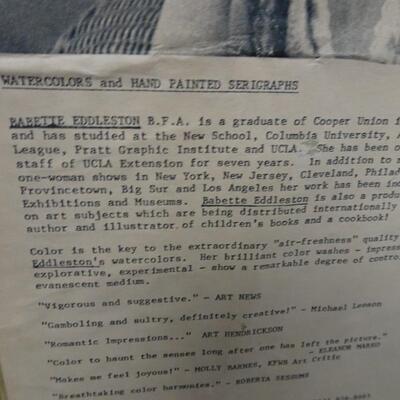 WATERCOLORS and HAND PAINTED SERIGRAPHS
BABETTE EDDLESTON B.F.A. is a graduate of Cooper Union
and has studied at the New School, Columbia University,
League, Pratt Graphic Institute and UCLA. She has been
staff of UCLA Extension for seven years. In addition to
one-woman shows in New York, New Jersey, Cleveland,
Provincetown, Big Sur and Los Angeles her work has been
Exhibitions and Museums. Babette Eddleston is also a
on art subjects which are being distributed internationally
author and illustrator of children's books and a cookbook!
Color is the key to the extraordinary "air-freshness" quality
Eddleston's watercolors. Her brilliant color washes -
explorative, experimental - show a remarkable degree of
evanescent medium.
"Vigorous and suggestive." - ART NEWS
"Gamboling and sultry, definitely creative!" - Michael Lenson
"Romantic Impressions..." ART HENDRICKSON
"Color to haunt the senses long after one has left the picture."
- ELEANOR MARKO
"Makes me feel joyous!" - MOLLY BARNES, KFWB Art Critic
"Breathtaking color harmonies." - ROBERTA SESSUMS